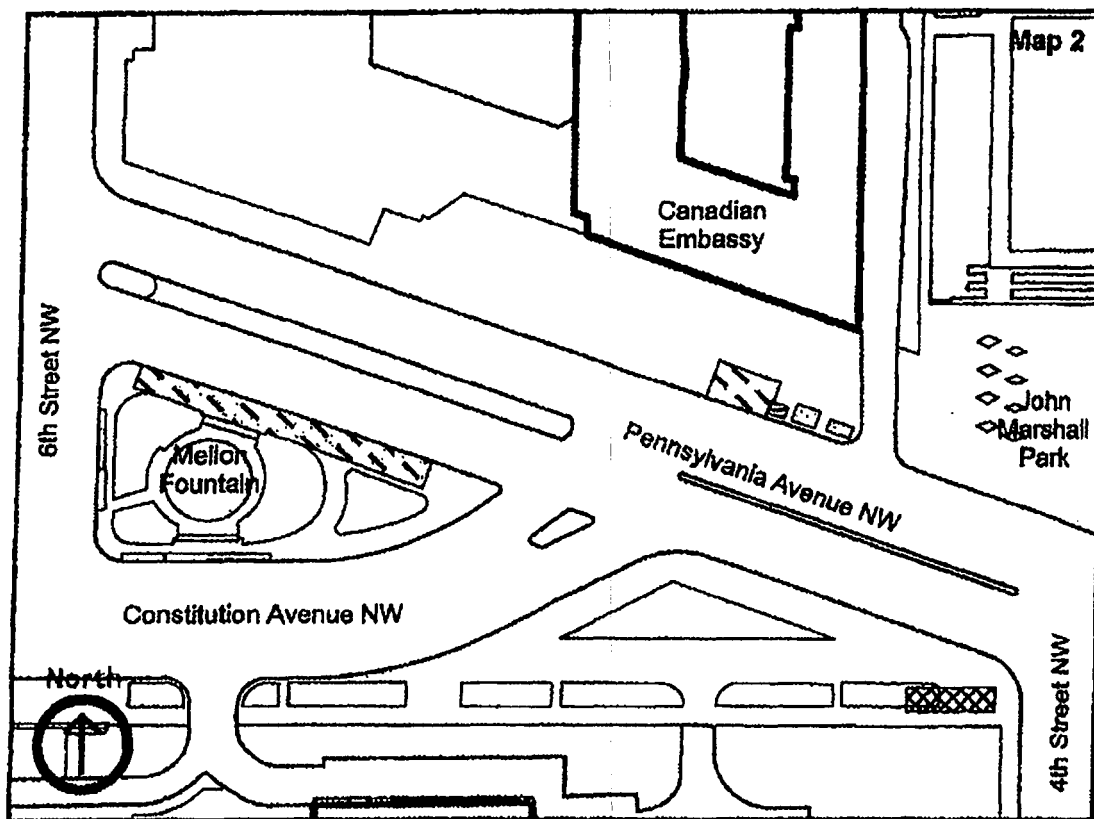 Map 2
Canadian
Embassy
6th Street NW
John
Marshall
Park
Pennsylvania Avenue NW
Mellon
Fountain
Constitution Avenue NW
North
4th Street NW